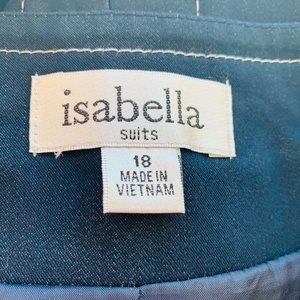 isabella
suits
18
MADE IN
VIETNAM